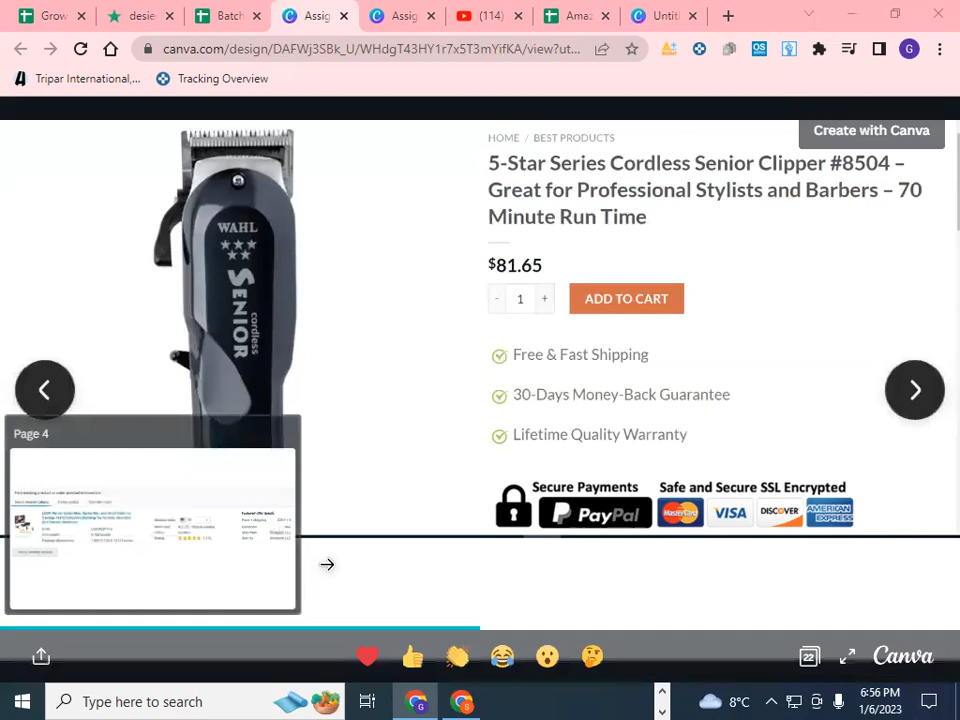 Grow
desie
Batch
Assig
Assig
(114)
Amaz
Untitl
canva.com/design/DAFWj3SBk_U/WHdgT43HY1r7x5T3mYifKA/view?ut...
G
Tripar International,...
Tracking Overview
Create with Canva
HOME / BEST PRODUCTS
5-Star Series Cordless Senior Clipper #8504 –
Great for Professional Stylists and Barbers – 70
Minute Run Time
$81.65
- 1 +
ADD TO CART
Free & Fast Shipping
30-Days Money-Back Guarantee
Lifetime Quality Warranty
Secure Payments
Safe and Secure SSL Encrypted
PayPal
MasterCard
VISA
DISCOVER
AMERICAN EXPRESS
WAHL
SENIOR
cordless
Page 4
22
Canva
Type here to search
8°C
6:56 PM
1/6/2023